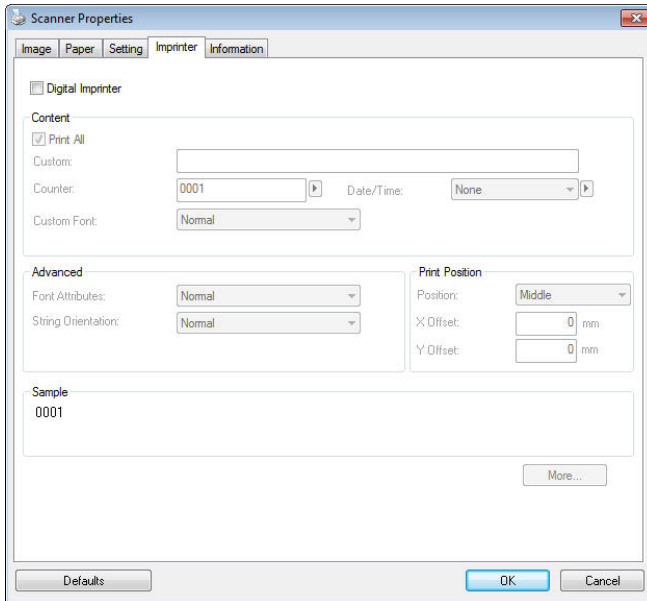 Scanner Properties
Image Paper Setting Imprinter Information
Digital Imprinter
Content
Print All
Custom:
Counter: 0001 Date/Time: None
Custom Font: Normal
Advanced
Font Attributes: Normal
String Orientation: Normal
Print Position
Position: Middle
X Offset: 0 mm
Y Offset: 0 mm
Sample
0001
More...
Defaults OK Cancel